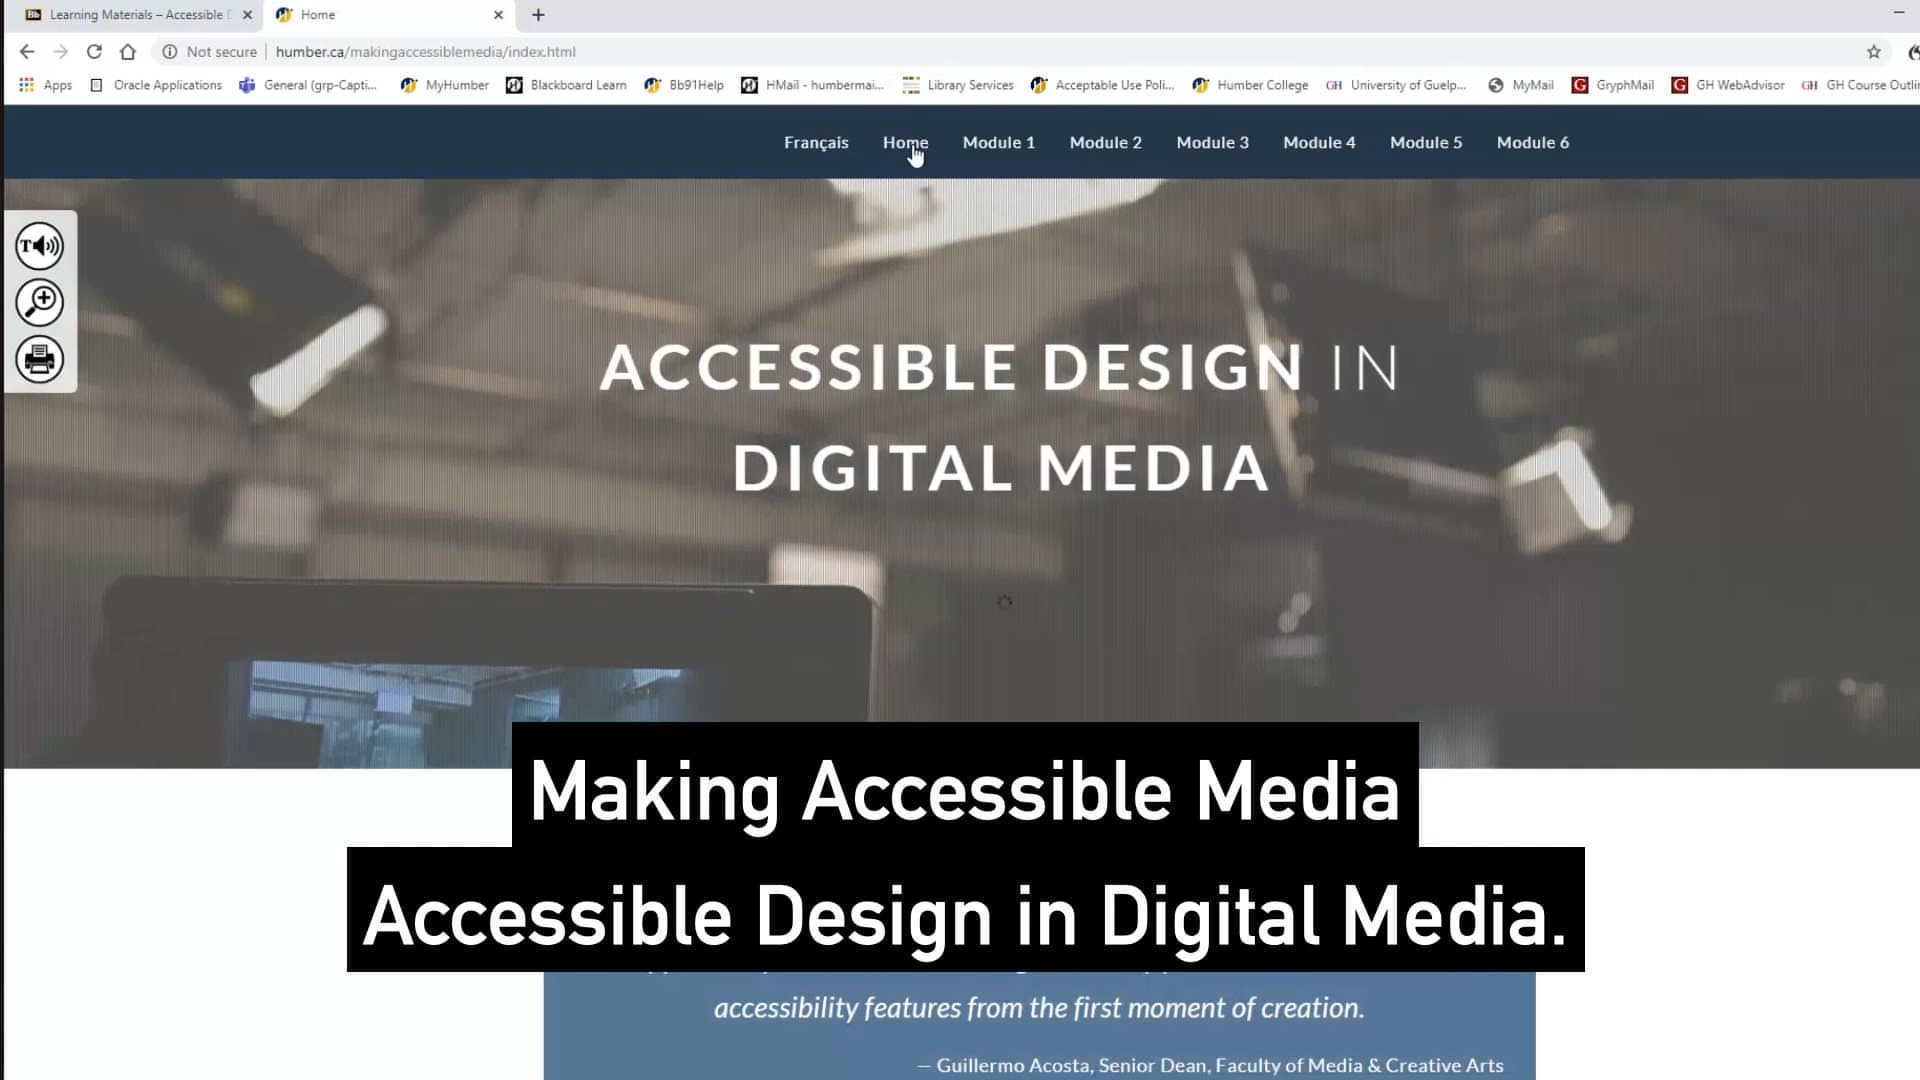 Learning Materials – Accessible
Home
Not secure
humber.ca/makingaccessiblemedia/index.html
Apps
Oracle Applications
General (grp-Capti...
MyHumber
Blackboard Learn
Bb91Help
HMail - humbermai...
Library Services
Acceptable Use Poli...
Humber College
GH University of Guelp...
MyMail
G GryphMail
G GH WebAdvisor
GH GH Course Outlin
Français Home Module 1 Module 2 Module 3 Module 4 Module 5 Module 6
T
ACCESSIBLE DESIGN IN
DIGITAL MEDIA
Making Accessible Media
Accessible Design in Digital Media.
accessibility features from the first moment of creation.
— Guillermo Acosta, Senior Dean, Faculty of Media & Creative Arts